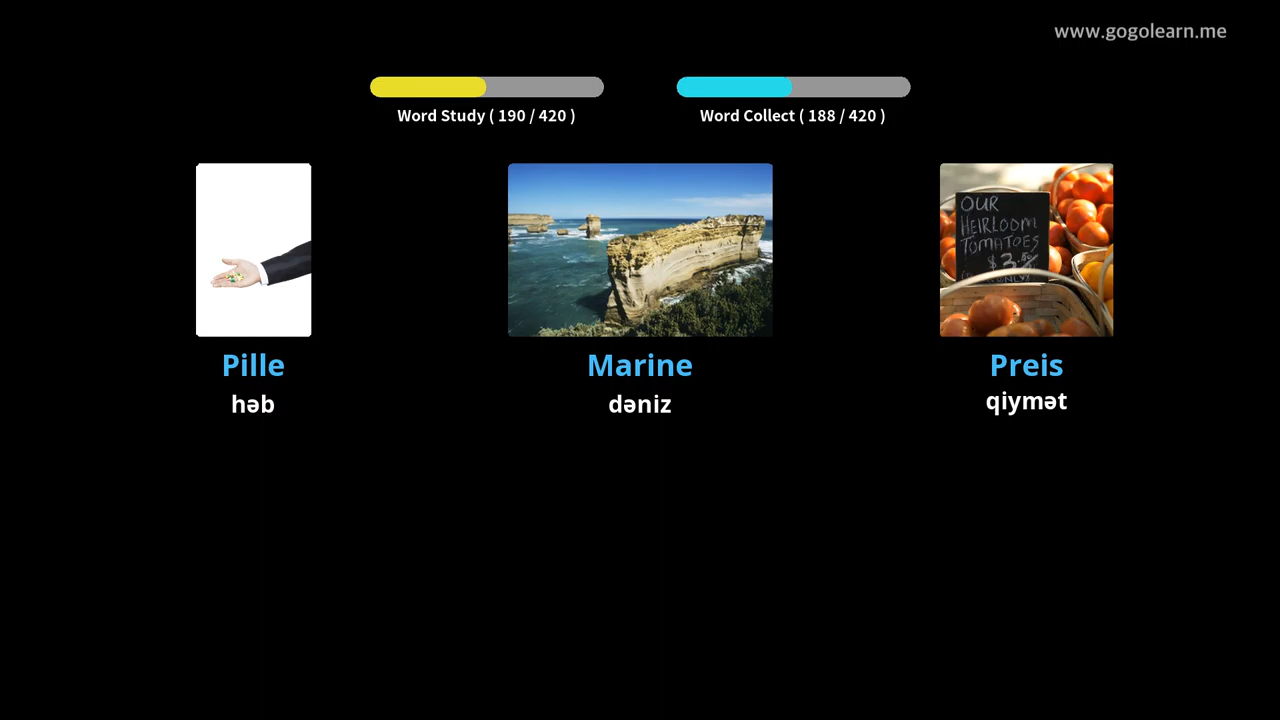 www.gogolearn.me
Word Study ( 190 / 420 )
Word Collect ( 188 / 420 )
OUR
HEIRLOOM
TOMATOES
Pille
Marine
Preis
həb
dəniz
qiymət